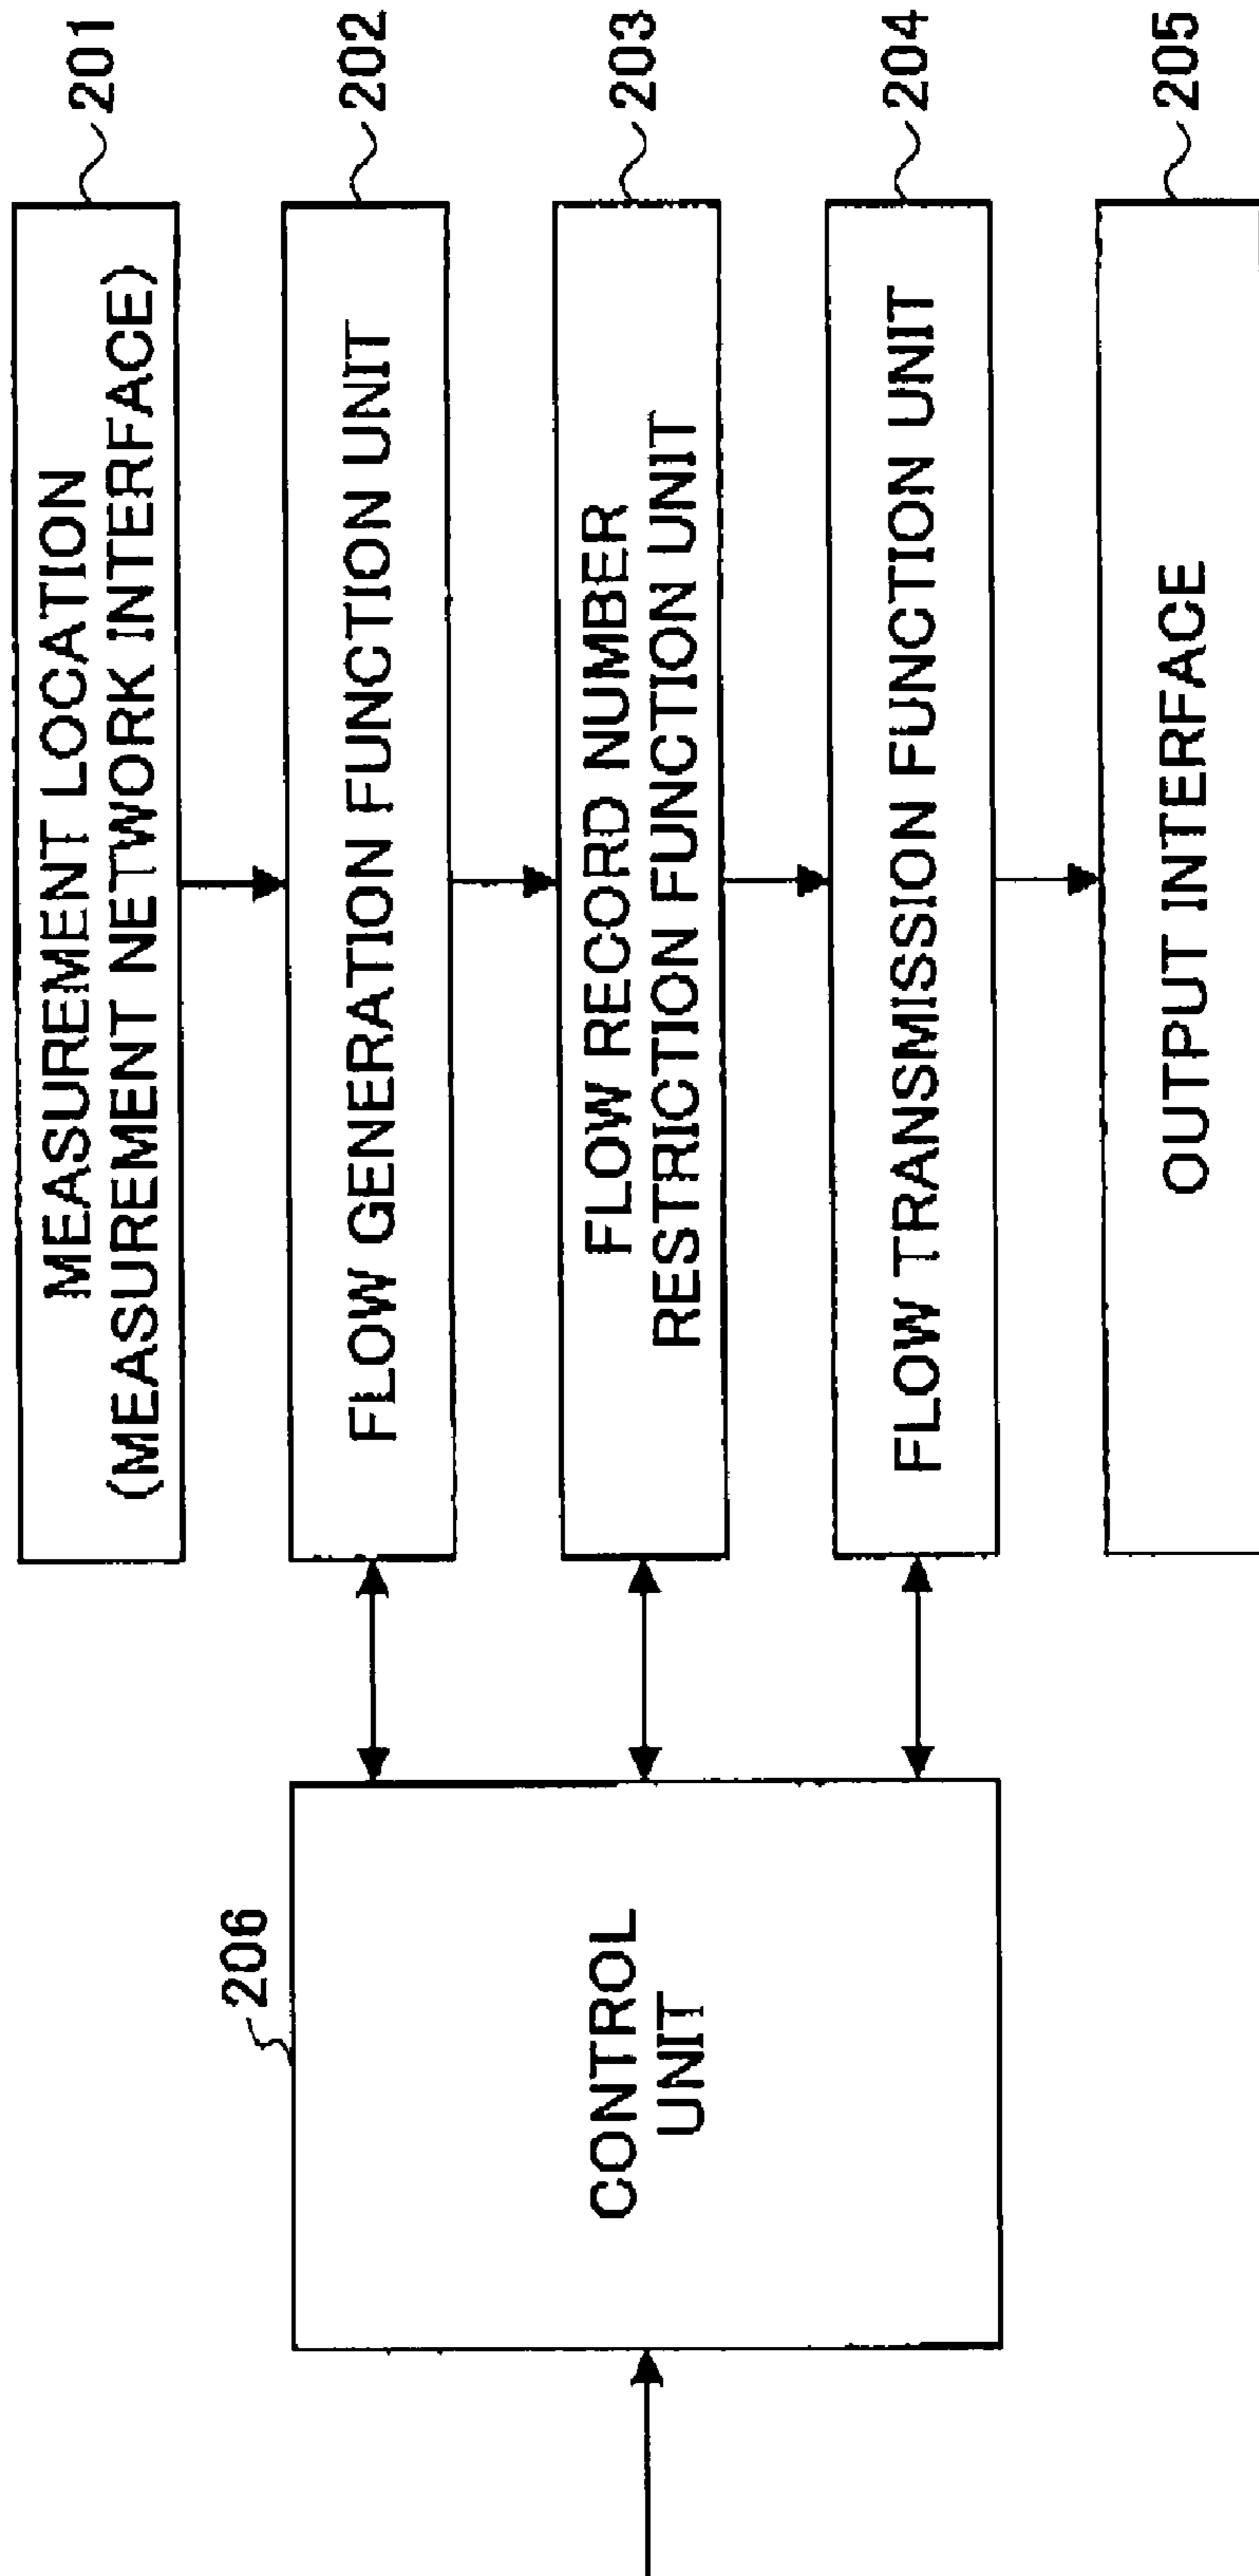 MEASUREMENT LOCATION
(MEASUREMENT NETWORK INTERFACE)
201
FLOW GENERATION FUNCTION UNIT
202
FLOW RECORD NUMBER
RESTRICTION FUNCTION UNIT
203
FLOW TRANSMISSION FUNCTION UNIT
204
OUTPUT INTERFACE
205
206
CONTROL
UNIT